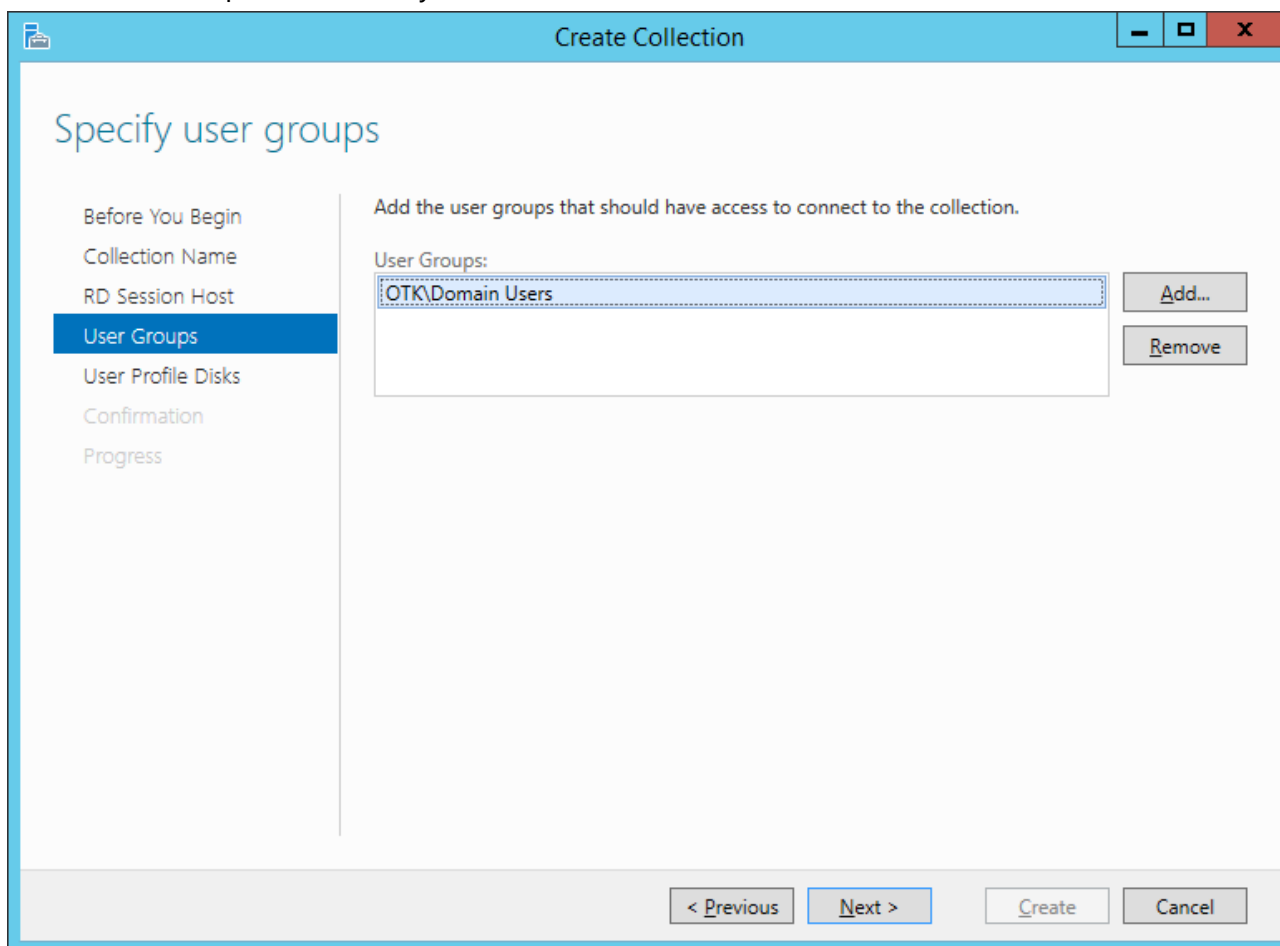 Create Collection
Specify user groups
Before You Begin
Collection Name
RD Session Host
User Groups
User Profile Disks
Confirmation
Progress
Add the user groups that should have access to connect to the collection.
User Groups:
OTK\Domain Users
Add...
Remove
< Previous
Next >
Create
Cancel